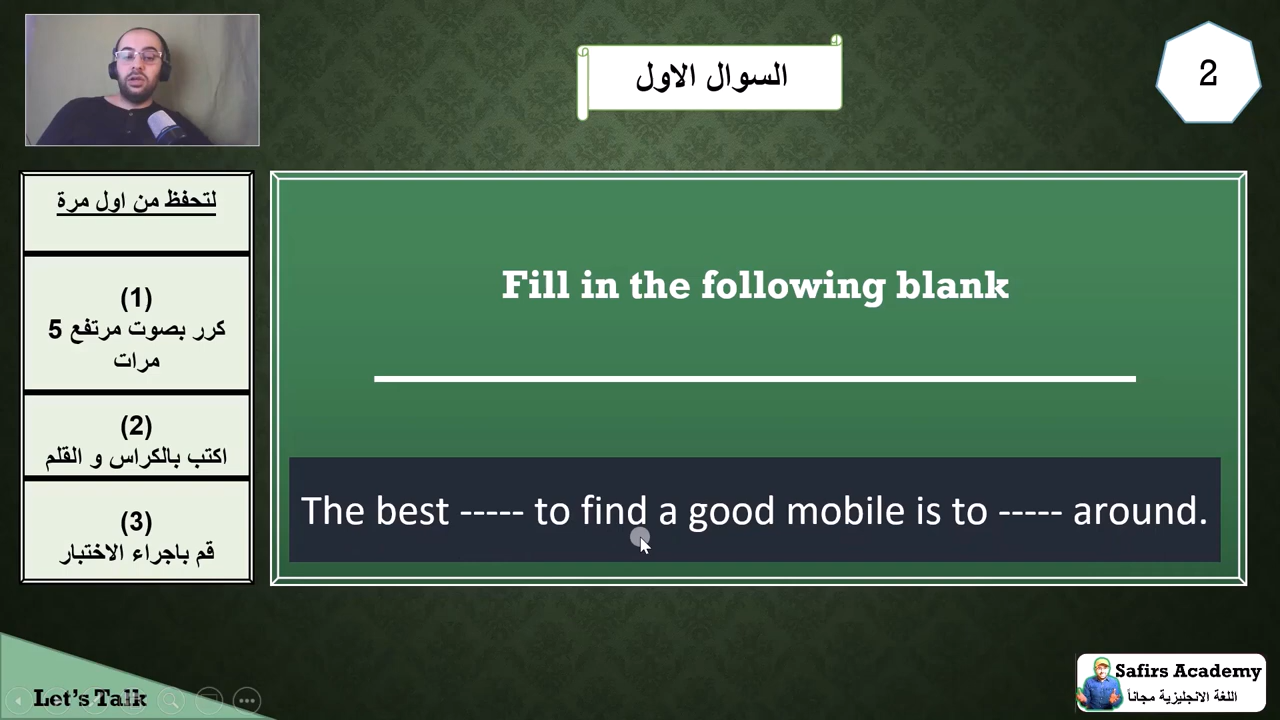 السوال الاول
2
لتحفظ من اول مرة
(1)
كرر بصوت مرتفع 5
مرات
(2)
اكتب بالكراس و القلم
(3)
قم باجراء الاختبار
Fill in the following blank
The best ----- to find a good mobile is to ----- around.
Let's Talk
Safirs Academy
اللغة الانجليزية مجاناً